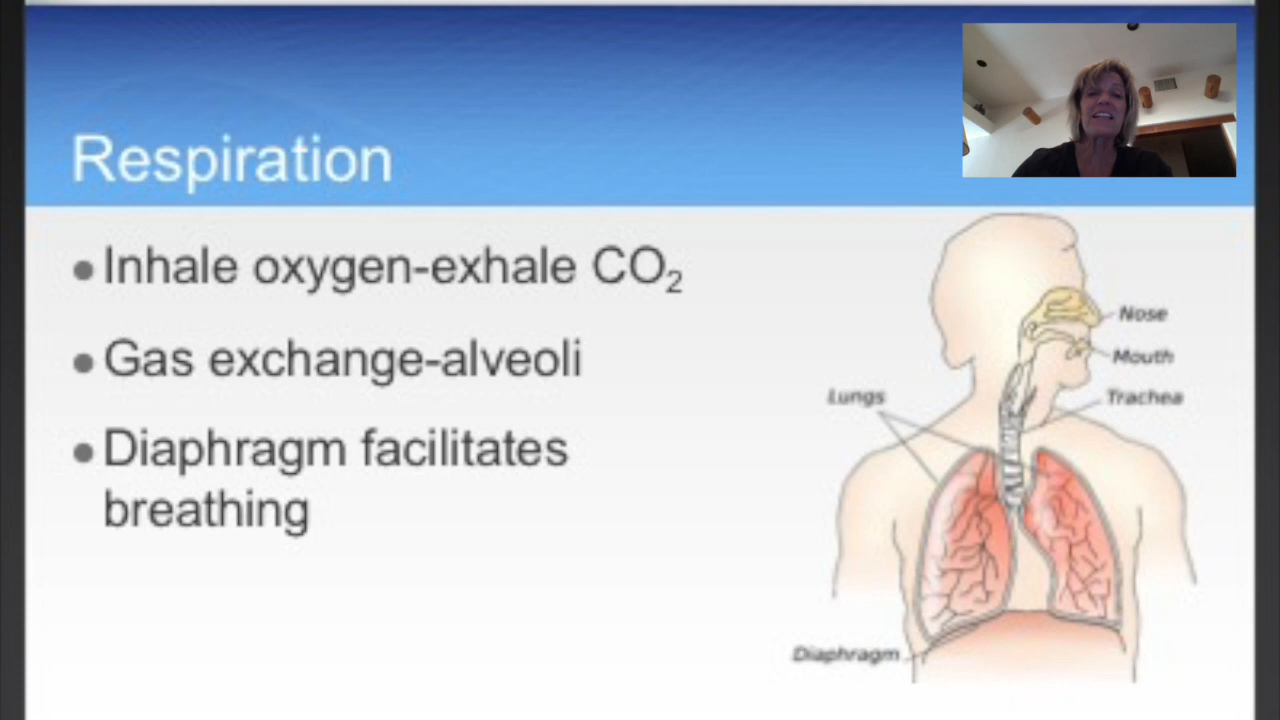 Respiration
• Inhale oxygen-exhale CO₂
• Gas exchange-alveoli
• Diaphragm facilitates
breathing
Nose
Mouth
Trachea
Lungs
Diaphragm